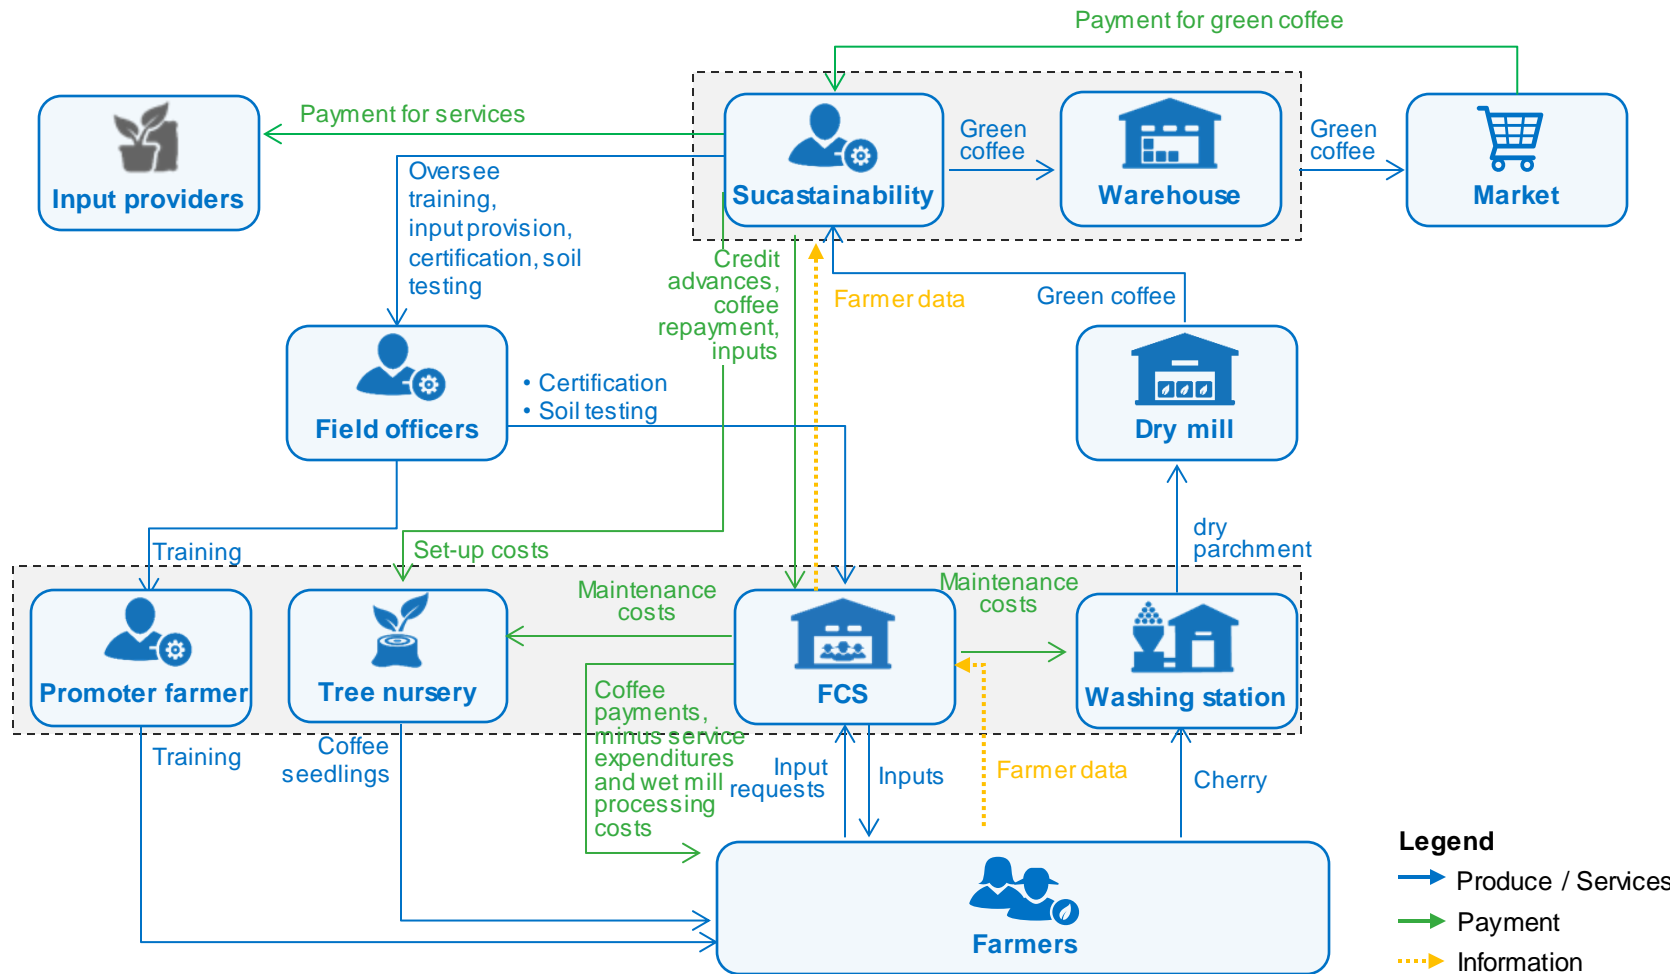 Payment for green coffee
Input providers
Payment for services
Sucastainability
Green
coffee
Warehouse
Green
coffee
Market
Oversee
training,
input provision,
certification, soil
testing
Credit
advances,
coffee
repayment,
inputs
Farmer data
Green coffee
Field officers
• Certification
• Soil testing
Dry mill
dry
parchment
Training
Set-up costs
Maintenance
costs
Maintenance
costs
Promoter farmer
Tree nursery
FCS
Washing station
Training
Coffee
seedlings
Coffee
payments,
minus service
expenditures
and wet mill
processing
costs
Input
requests
Inputs
Farmer data
Cherry
Farmers
Legend
Produce / Services
Payment
Information